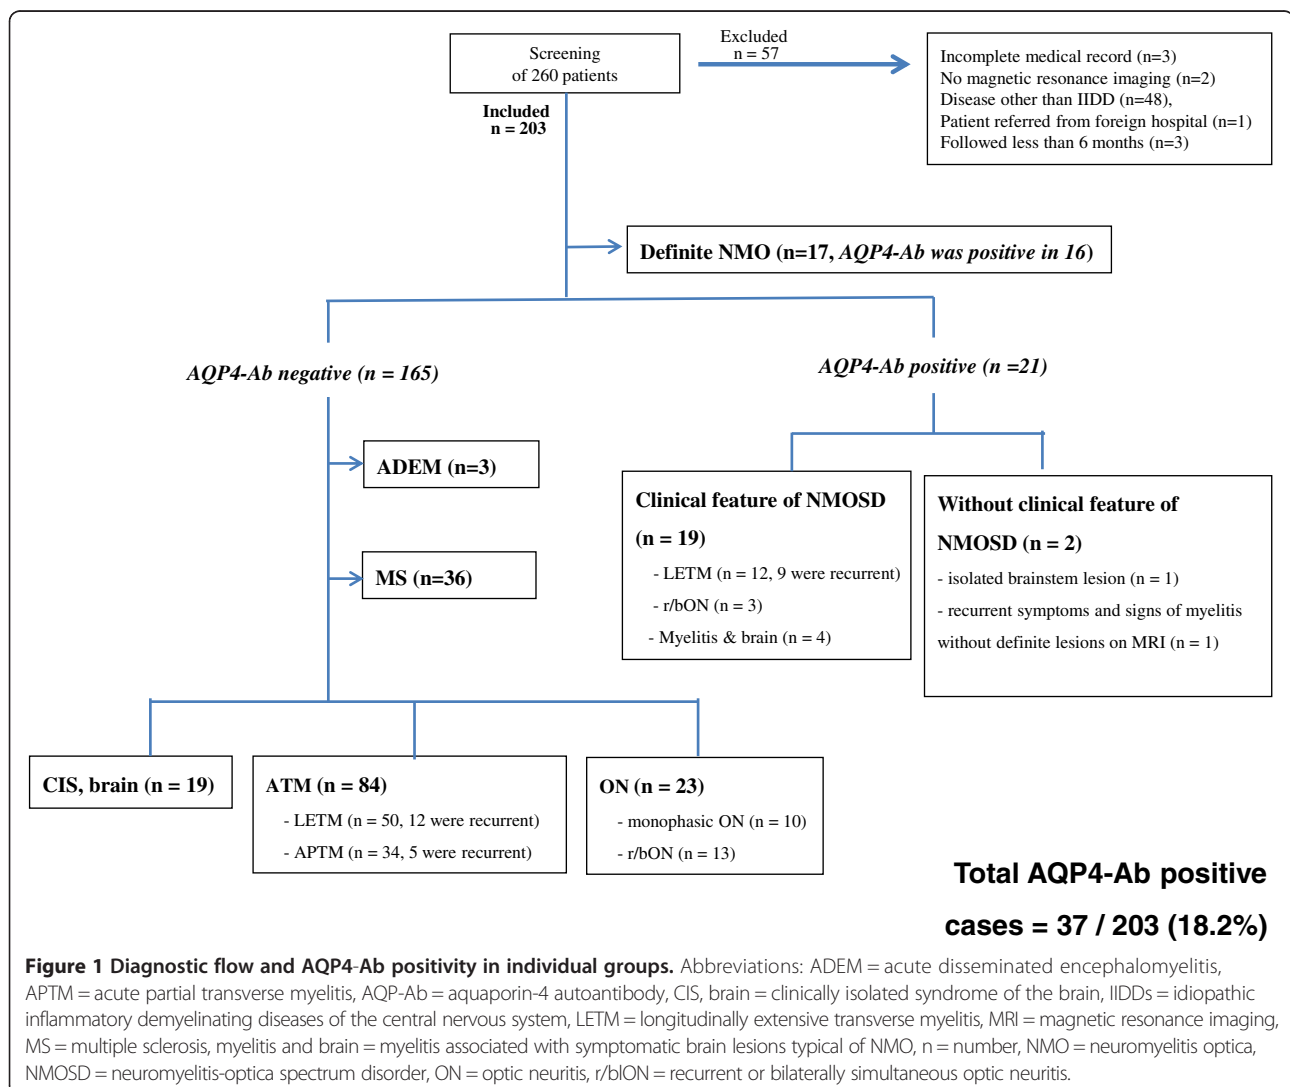 Screening
of 260 patients
Excluded
n = 57
Incomplete medical record (n=3)
No magnetic resonance imaging (n=2)
Disease other than IIDD (n=48),
Patient referred from foreign hospital (n=1)
Followed less than 6 months (n=3)
Included
n = 203
Definite NMO (n=17, AQP4-Ab was positive in 16)
AQP4-Ab negative (n = 165)
AQP4-Ab positive (n =21)
ADEM (n=3)
MS (n=36)
Clinical feature of NMOSD
(n = 19)
- LETM (n = 12, 9 were recurrent)
- r/bON (n = 3)
- Myelitis & brain (n = 4)
Without clinical feature of
NMOSD (n = 2)
- isolated brainstem lesion (n = 1)
- recurrent symptoms and signs of myelitis
without definite lesions on MRI (n = 1)
CIS, brain (n = 19)
ATM (n = 84)
- LETM (n = 50, 12 were recurrent)
- APTM (n = 34, 5 were recurrent)
ON (n = 23)
- monophasic ON (n = 10)
- r/bON (n = 13)
Total AQP4-Ab positive
cases = 37 / 203 (18.2%)
Figure 1 Diagnostic flow and AQP4-Ab positivity in individual groups. Abbreviations: ADEM = acute disseminated encephalomyelitis,
APTM = acute partial transverse myelitis, AQP-Ab = aquaporin-4 autoantibody, CIS, brain = clinically isolated syndrome of the brain, IIDDs = idiopathic
inflammatory demyelinating diseases of the central nervous system, LETM = longitudinally extensive transverse myelitis, MRI = magnetic resonance imaging,
MS = multiple sclerosis, myelitis and brain = myelitis associated with symptomatic brain lesions typical of NMO, n = number, NMO = neuromyelitis optica,
NMOSD = neuromyelitis-optica spectrum disorder, ON = optic neuritis, r/blON = recurrent or bilaterally simultaneous optic neuritis.